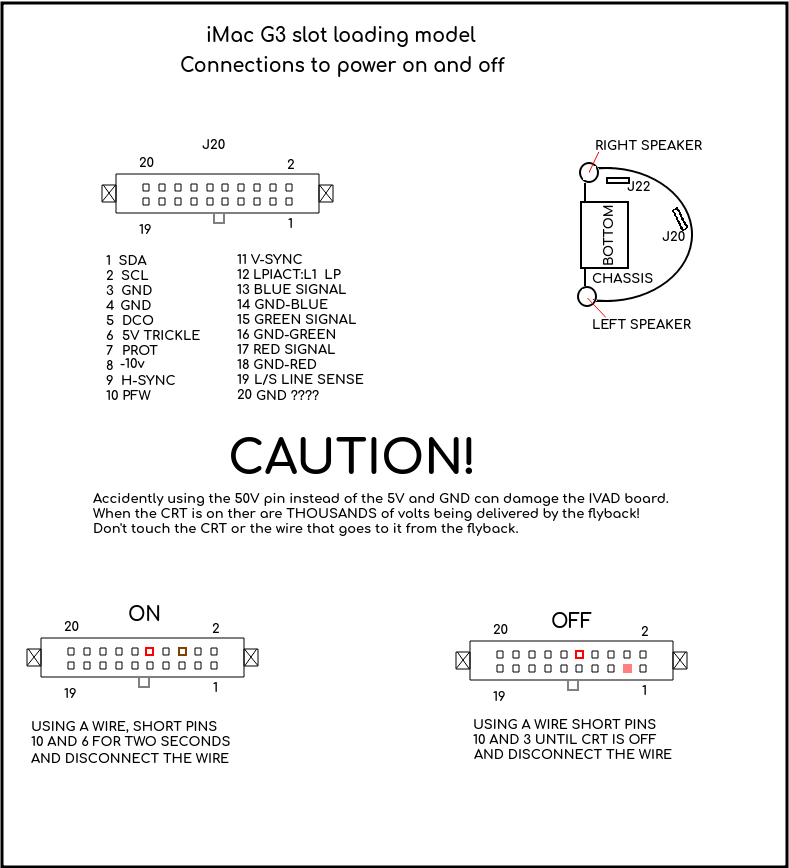 iMac G3 slot loading model
Connections to power on and off
J20
20 2
19 1
1 SDA
2 SCL
3 GND
4 GND
5 DCO
6 5V TRICKLE
7 PROT
8 -10v
9 H-SYNC
10 PFW
11 V-SYNC
12 LPIACT:L1 LP
13 BLUE SIGNAL
14 GND-BLUE
15 GREEN SIGNAL
16 GND-GREEN
17 RED SIGNAL
18 GND-RED
19 L/S LINE SENSE
20 GND ????
RIGHT SPEAKER
J22
J20
BOTTOM
CHASSIS
LEFT SPEAKER
CAUTION!
Accidently using the 50V pin instead of the 5V and GND can damage the IVAD board.
When the CRT is on ther are THOUSANDS of volts being delivered by the flyback!
Don't touch the CRT or the wire that goes to it from the flyback.
ON
20 2
19 1
USING A WIRE, SHORT PINS
10 AND 6 FOR TWO SECONDS
AND DISCONNECT THE WIRE
OFF
20 2
19 1
USING A WIRE SHORT PINS
10 AND 3 UNTIL CRT IS OFF
AND DISCONNECT THE WIRE